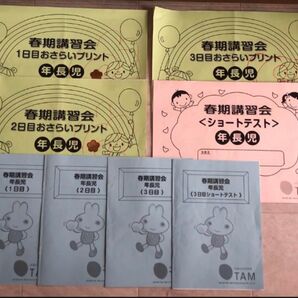 春期講習会
1日目おさらいプリント
年長児
春期講習会
3日目おさらいプリント
年長児
春期講習会
2日目おさらいプリント
年長児
春期講習会
<ショートテスト>
年長児
春期講習会
年長児
(1日目)
春期講習会
年長児
(2日目)
春期講習会
年長児
(3日目)
春期講習会
年長児
(3日目ショートテスト)
TAM
TAM
TAM